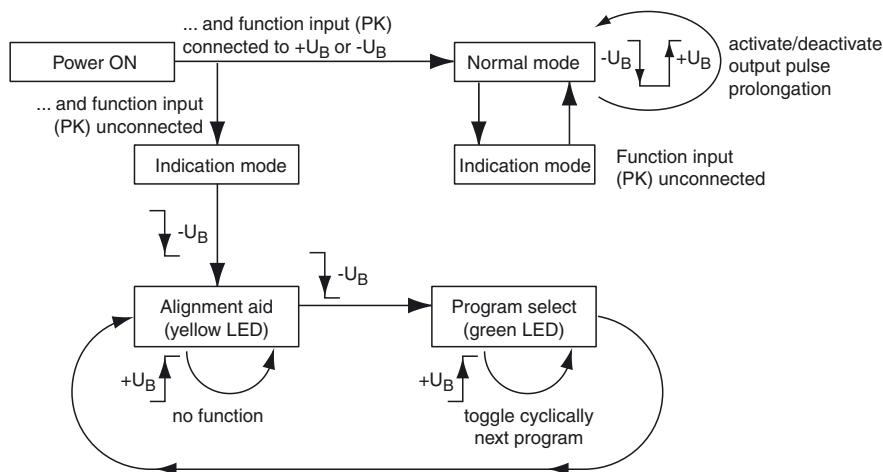 ... and function input (PK)
connected to +UB or -UB
Power ON
Normal mode
-UB
+UB
activate/deactivate
output pulse
prolongation
... and function input
(PK) unconnected
Indication mode
Indication mode
Function input
(PK) unconnected
-UB
-UB
Alignment aid
(yellow LED)
Program select
(green LED)
+UB
no function
+UB
toggle cyclically
next program